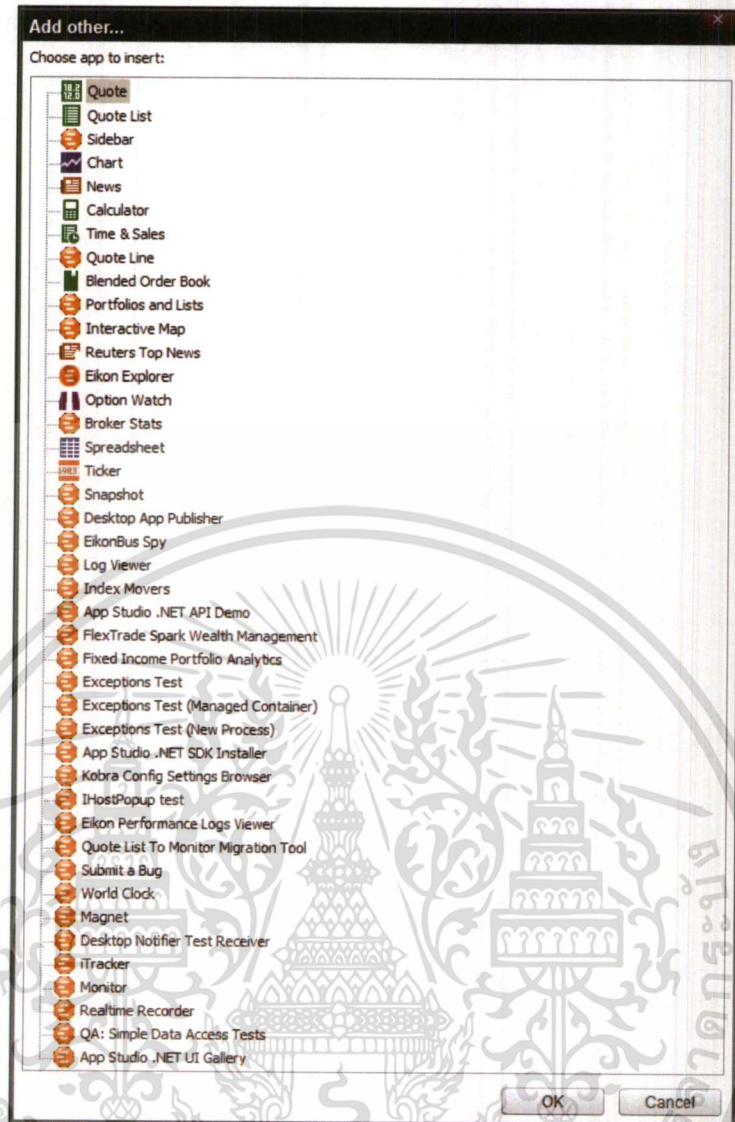 Add other...
Choose app to insert:
Quote
Quote List
Sidebar
Chart
News
Calculator
Time & Sales
Quote Line
Blended Order Book
Portfolios and Lists
Interactive Map
Reuters Top News
Eikon Explorer
Option Watch
Broker Stats
Spreadsheet
Ticker
Snapshot
Desktop App Publisher
EikonBus Spy
Log Viewer
Index Movers
App Studio .NET API Demo
FlexTrade Spark Wealth Management
Fixed Income Portfolio Analytics
Exceptions Test
Exceptions Test (Managed Container)
Exceptions Test (New Process)
App Studio .NET SDK Installer
Kobra Config Settings Browser
IHostPopup test
Eikon Performance Logs Viewer
Quote List To Monitor Migration Tool
Submit a Bug
World Clock
Magnet
Desktop Notifier Test Receiver
iTracker
Monitor
Realtime Recorder
QA: Simple Data Access Tests
App Studio .NET UI Gallery
OK Cancel